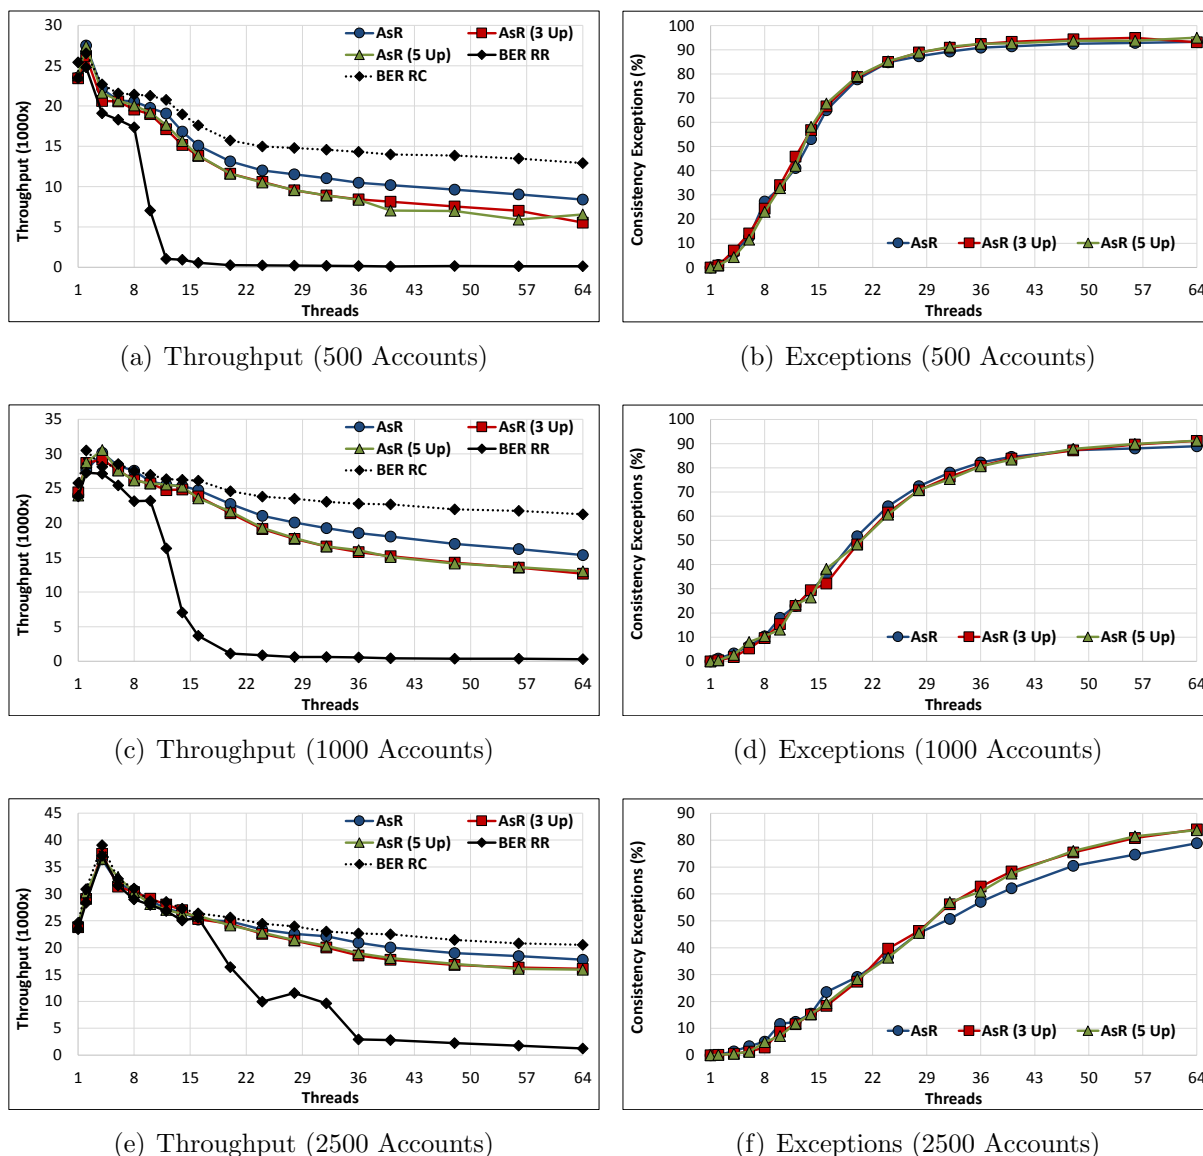 30
25
20
15
10
5
0
Throughput (1000x)
AsR
AsR (3 Up)
AsR (5 Up)
BER RR
BER RC
1 8 15 22 29 36 43 50 57 64
Threads
(a) Throughput (500 Accounts)
100
90
80
70
60
50
40
30
20
10
0
Consistency Exceptions (%)
AsR AsR (3 Up) AsR (5 Up)
1 8 15 22 29 36 43 50 57 64
Threads
(b) Exceptions (500 Accounts)
35
30
25
20
15
10
5
0
Throughput (1000x)
AsR
AsR (3 Up)
AsR (5 Up)
BER RR
BER RC
1 8 15 22 29 36 43 50 57 64
Threads
(c) Throughput (1000 Accounts)
100
90
80
70
60
50
40
30
20
10
0
Consistency Exceptions (%)
AsR AsR (3 Up) AsR (5 Up)
1 8 15 22 29 36 43 50 57 64
Threads
(d) Exceptions (1000 Accounts)
45
40
35
30
25
20
15
10
5
0
Throughput (1000x)
AsR
AsR (3 Up)
AsR (5 Up)
BER RR
BER RC
1 8 15 22 29 36 43 50 57 64
Threads
(e) Throughput (2500 Accounts)
90
80
70
60
50
40
30
20
10
0
Consistency Exceptions (%)
AsR AsR (3 Up) AsR (5 Up)
1 8 15 22 29 36 43 50 57 64
Threads
(f) Exceptions (2500 Accounts)